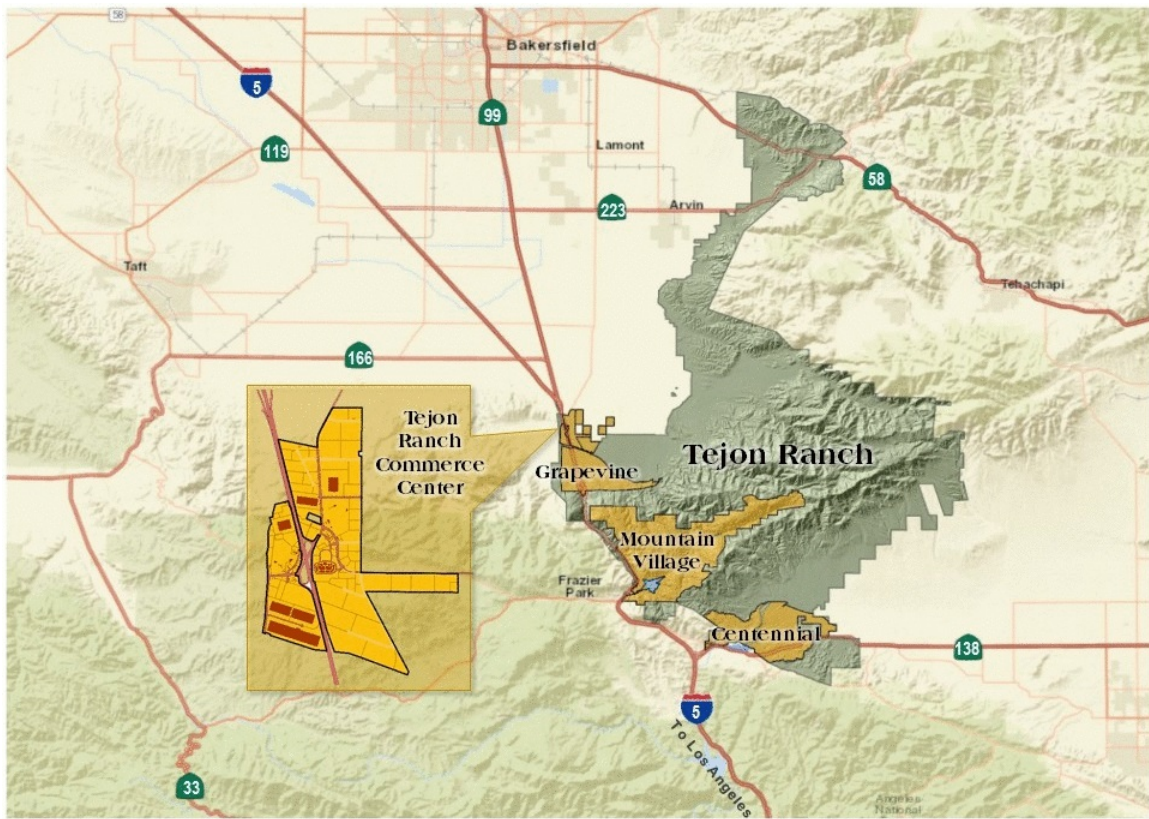 58
Bakersfield
5
99
119
Lamont
58
223
Arvin
Taft
Tehachapi
166
Tejon
Ranch
Commerce
Center
Tejon Ranch
Grapevine
Mountain
Village
Frazier
Park
Centennial
138
5
To Los Angeles
33
Angeles
National